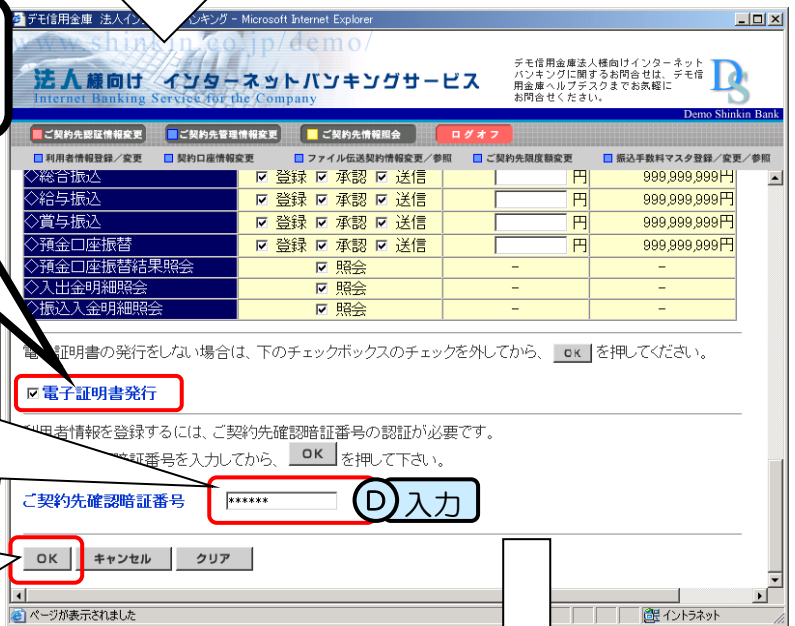 デモ信用金庫 法人イン ンキング - Microsoft Internet Explorer
www.shinkin.co.jp/demo/
法人様向け インターネットバンキングサービス
Internet Banking Service for the Company
デモ信用金庫法人様向けインターネット
バンキングに関するお問合せは、デモ信
用金庫ヘルプデスクまでお気軽に
お問合せください。
DS
Demo Shinkin Bank
ご契約先認証情報変更 ご契約先管理情報変更 ご契約先情報照会 ログオフ
利用者情報登録/変更 契約口座情報変更 ファイル伝送契約情報変更/参照 ご契約先限度額変更 振込手数料マスタ登録/変更/参照
◇総合振込 登録 承認 送信 円 999,999,999円
◇給与振込 登録 承認 送信 円 999,999,999円
◇賞与振込 登録 承認 送信 円 999,999,999円
◇預金口座振替 登録 承認 送信 円 999,999,999円
◇預金口座振替結果照会 照会 − −
◇入出金明細照会 照会 − −
◇振込入金明細照会 照会 − −
電 証明書の発行をしない場合は、下のチェックボックスのチェックを外してから、 OK を押してください。
電子証明書発行
利用者情報を登録するには、ご契約先確認暗証番号の認証が必要です。
暗証番号を入力してから、 OK を押して下さい。
ご契約先確認暗証番号 ****** D 入力
OK キャンセル クリア
ページが表示されました イントラネット